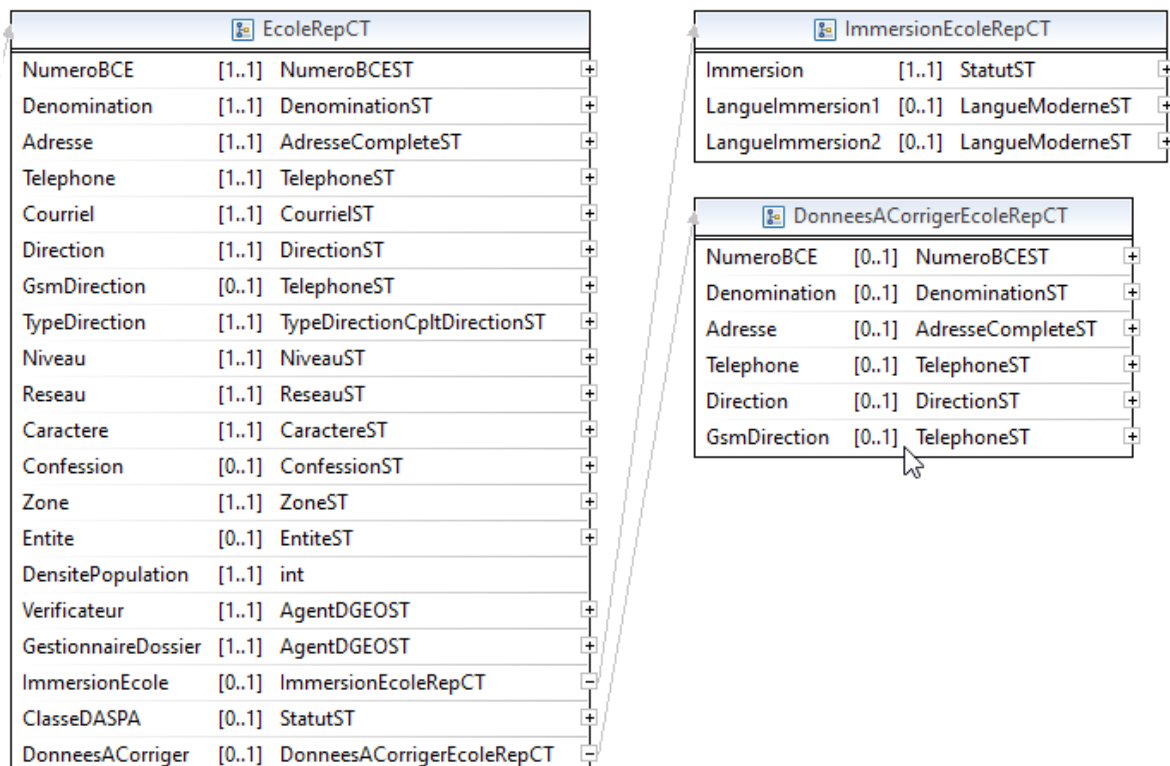 EcoleRepCT
NumeroBCE [1..1] NumeroBCEST
Denomination [1..1] DenominationST
Adresse [1..1] AdresseCompleteST
Telephone [1..1] TelephoneST
Courriel [1..1] CourrielST
Direction [1..1] DirectionST
GsmDirection [0..1] TelephoneST
TypeDirection [1..1] TypeDirectionCpltDirectionST
Niveau [1..1] NiveauST
Reseau [1..1] ReseauST
Caractere [1..1] CaractereST
Confession [0..1] ConfessionST
Zone [1..1] ZoneST
Entite [0..1] EntiteST
DensitePopulation [1..1] int
Verificateur [1..1] AgentDGEOST
GestionnaireDossier [1..1] AgentDGEOST
ImmersionEcole [0..1] ImmersionEcoleRepCT
ClasseDASPA [0..1] StatutST
DonneesACorriger [0..1] DonneesACorrigerEcoleRepCT
ImmersionEcoleRepCT
Immersion [1..1] StatutST
LangueImmersion1 [0..1] LangueModerneST
LangueImmersion2 [0..1] LangueModerneST
DonneesACorrigerEcoleRepCT
NumeroBCE [0..1] NumeroBCEST
Denomination [0..1] DenominationST
Adresse [0..1] AdresseCompleteST
Telephone [0..1] TelephoneST
Direction [0..1] DirectionST
GsmDirection [0..1] TelephoneST